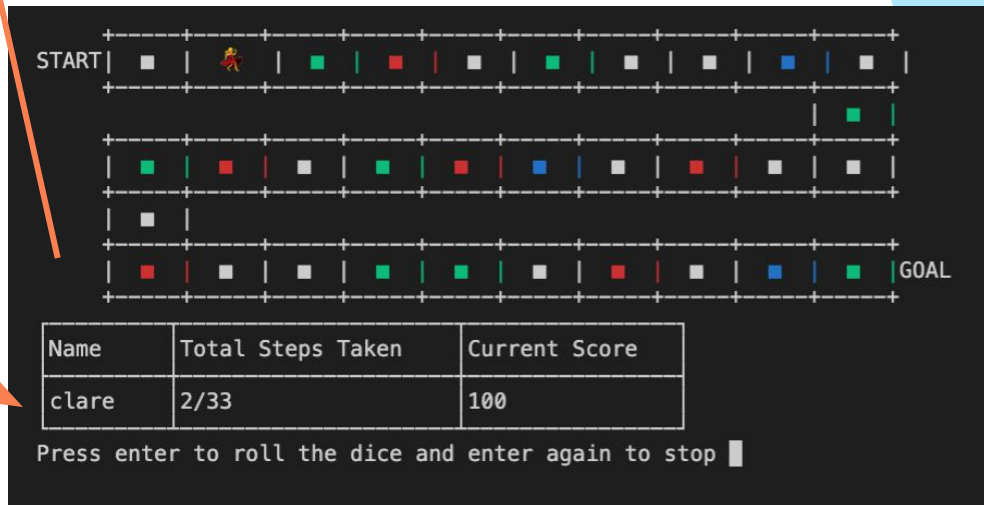 START
GOAL
Name Total Steps Taken Current Score
clare 2/33 100
Press enter to roll the dice and enter again to stop